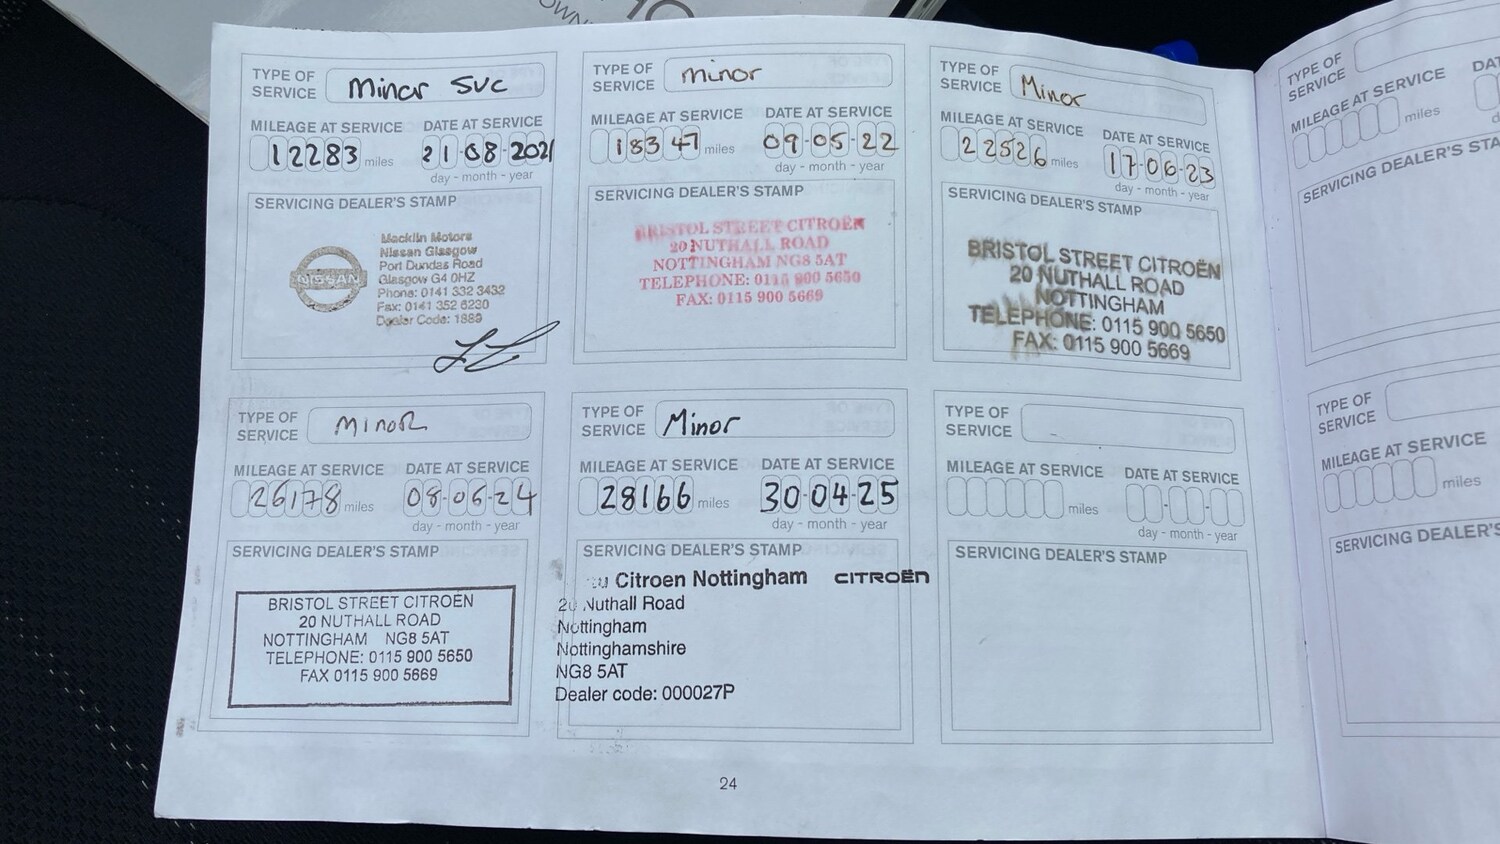 OWN
TYPE OF SERVICE Minor SVC
MILEAGE AT SERVICE DATE AT SERVICE
12283 miles 21-08-2021
day - month - year
SERVICING DEALER'S STAMP
NISSAN
Macklin Motors
Nissan Glasgow
Port Dundas Road
Glasgow G4 0HZ
Phone: 0141 332 3432
Fax: 0141 352 6230
Dealer Code: 1889
TYPE OF SERVICE minor
MILEAGE AT SERVICE DATE AT SERVICE
18347 miles 09-05-22
day - month - year
SERVICING DEALER'S STAMP
BRISTOL STREET CITROËN
20 NUTHALL ROAD
NOTTINGHAM NG8 5AT
TELEPHONE: 0115 900 5650
FAX: 0115 900 5669
TYPE OF SERVICE Minor
MILEAGE AT SERVICE DATE AT SERVICE
22526 miles 17-06-23
day - month - year
SERVICING DEALER'S STAMP
BRISTOL STREET CITROËN
20 NUTHALL ROAD
NOTTINGHAM
TELEPHONE: 0115 900 5650
FAX: 0115 900 5669
TYPE OF SERVICE MINOR
MILEAGE AT SERVICE DATE AT SERVICE
26178 miles 08-06-24
day - month - year
SERVICING DEALER'S STAMP
BRISTOL STREET CITROËN
20 NUTHALL ROAD
NOTTINGHAM NG8 5AT
TELEPHONE: 0115 900 5650
FAX 0115 900 5669
TYPE OF SERVICE Minor
MILEAGE AT SERVICE DATE AT SERVICE
28166 miles 30-04-25
day - month - year
SERVICING DEALER'S STAMP
Citroen Nottingham CITROËN
20 Nuthall Road
Nottingham
Nottinghamshire
NG8 5AT
Dealer code: 000027P
TYPE OF SERVICE
MILEAGE AT SERVICE DATE AT SERVICE
miles
day - month - year
SERVICING DEALER'S STAMP
24
TYPE OF SERVICE
MILEAGE AT SERVICE DAT
miles
SERVICING DEALER'S STA
TYPE OF SERVICE
MILEAGE AT SERVICE
miles
SERVICING DEALER'S